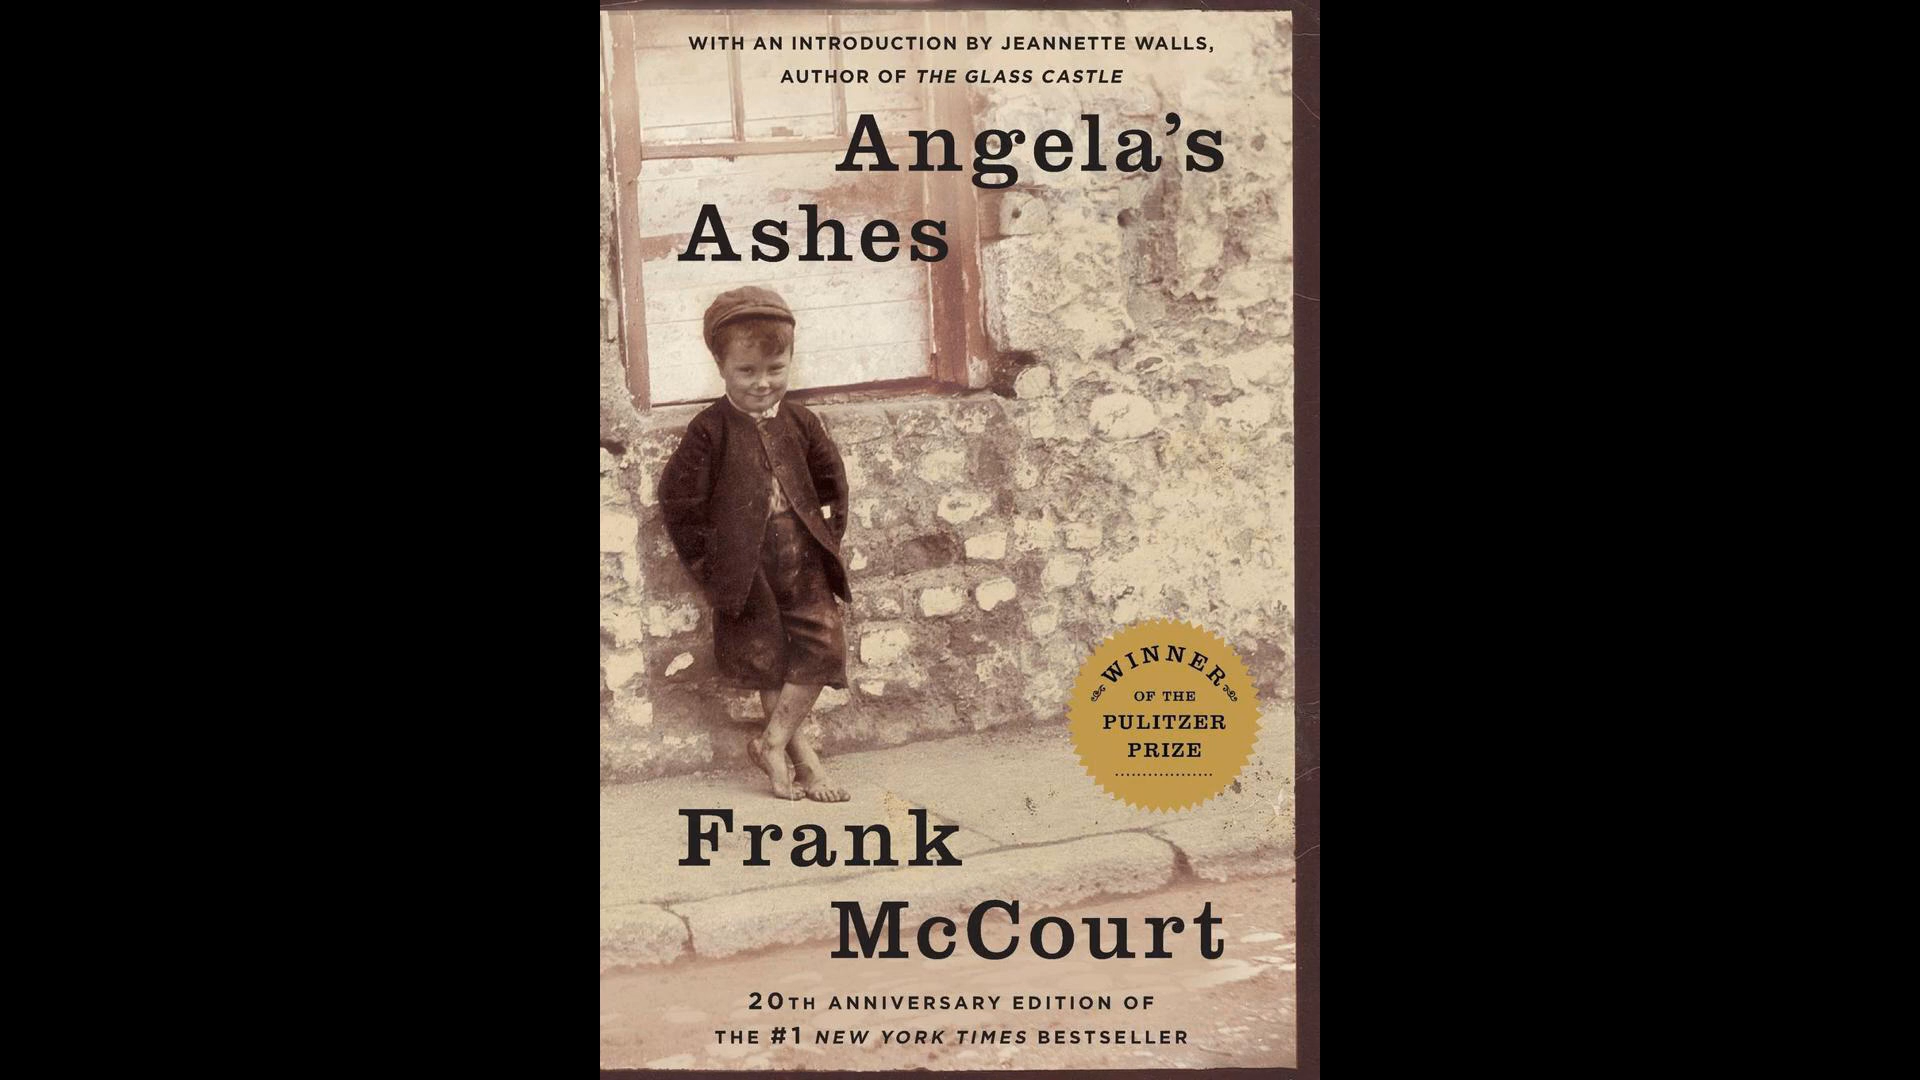 WITH AN INTRODUCTION BY JEANNETTE WALLS,
AUTHOR OF THE GLASS CASTLE
Angela’s
Ashes
WINNER
OF THE
PULITZER
PRIZE
Frank
McCourt
20TH ANNIVERSARY EDITION OF
THE #1 NEW YORK TIMES BESTSELLER